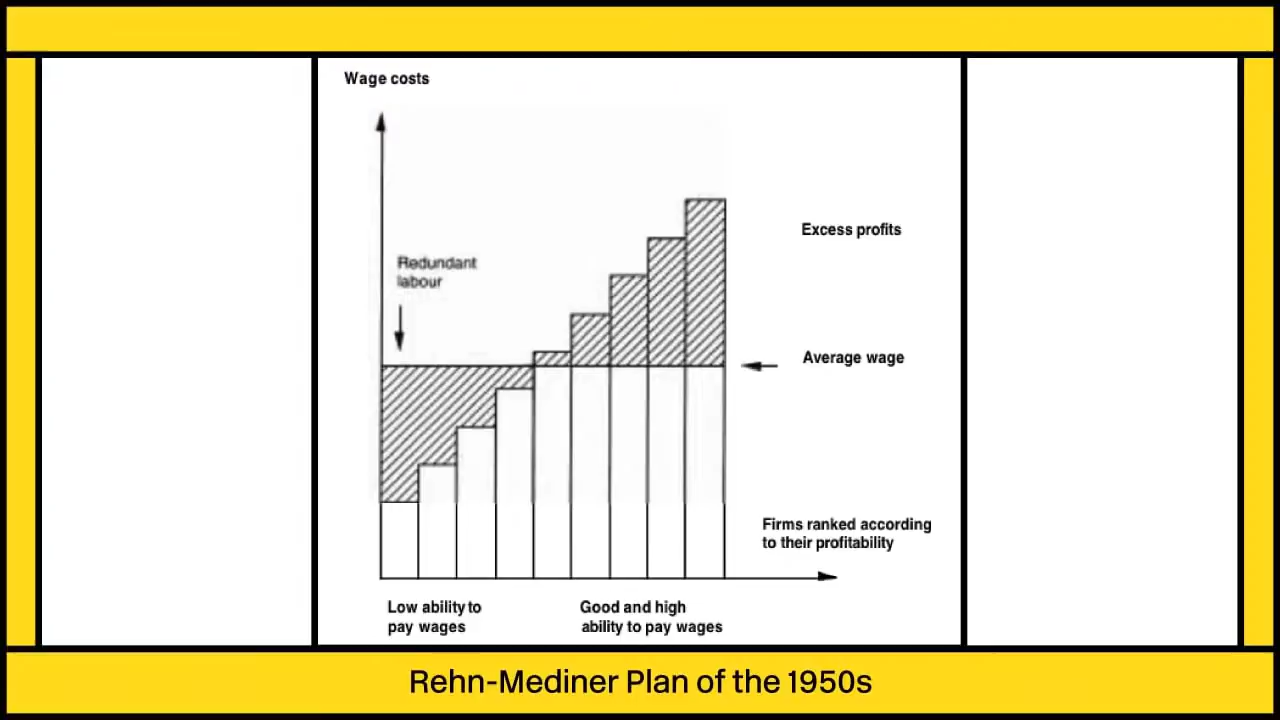 Wage costs
Excess profits
Redundant
labour
Average wage
Firms ranked according
to their profitability
Low ability to
pay wages
Good and high
ability to pay wages
Rehn-Mediner Plan of the 1950s